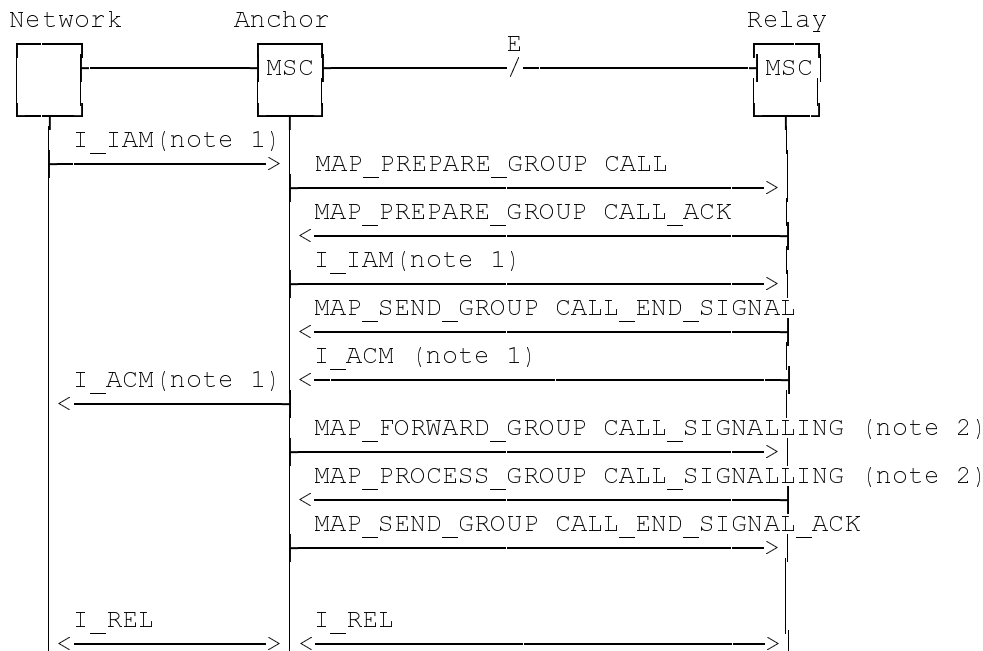 Network Anchor Relay
E
MSC / MSC
I_IAM(note 1)
MAP_PREPARE_GROUP CALL
>
>
MAP_PREPARE_GROUP CALL_ACK
<
I_IAM(note 1)
>
MAP_SEND_GROUP CALL_END_SIGNAL
<
I_ACM (note 1)
I_ACM(note 1) <
<
MAP_FORWARD_GROUP CALL_SIGNALLING (note 2)
>
MAP_PROCESS_GROUP CALL_SIGNALLING (note 2)
<
MAP_SEND_GROUP CALL_END_SIGNAL_ACK
>
I_REL I_REL
< > < >